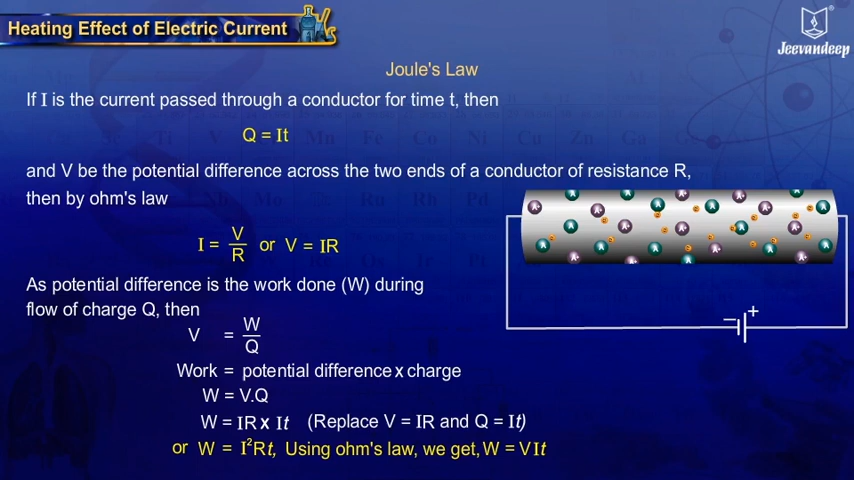 Heating Effect of Electric Current
Jeevandeep
Joule's Law
If I is the current passed through a conductor for time t, then
Q = It
and V be the potential difference across the two ends of a conductor of resistance R,
then by ohm's law
I = V/R or V = IR
As potential difference is the work done (W) during
flow of charge Q, then
V = W/Q
Work = potential difference x charge
W = V.Q
W = IR x It (Replace V = IR and Q = It)
or W = I²Rt, Using ohm's law, we get, W = VIt
− +